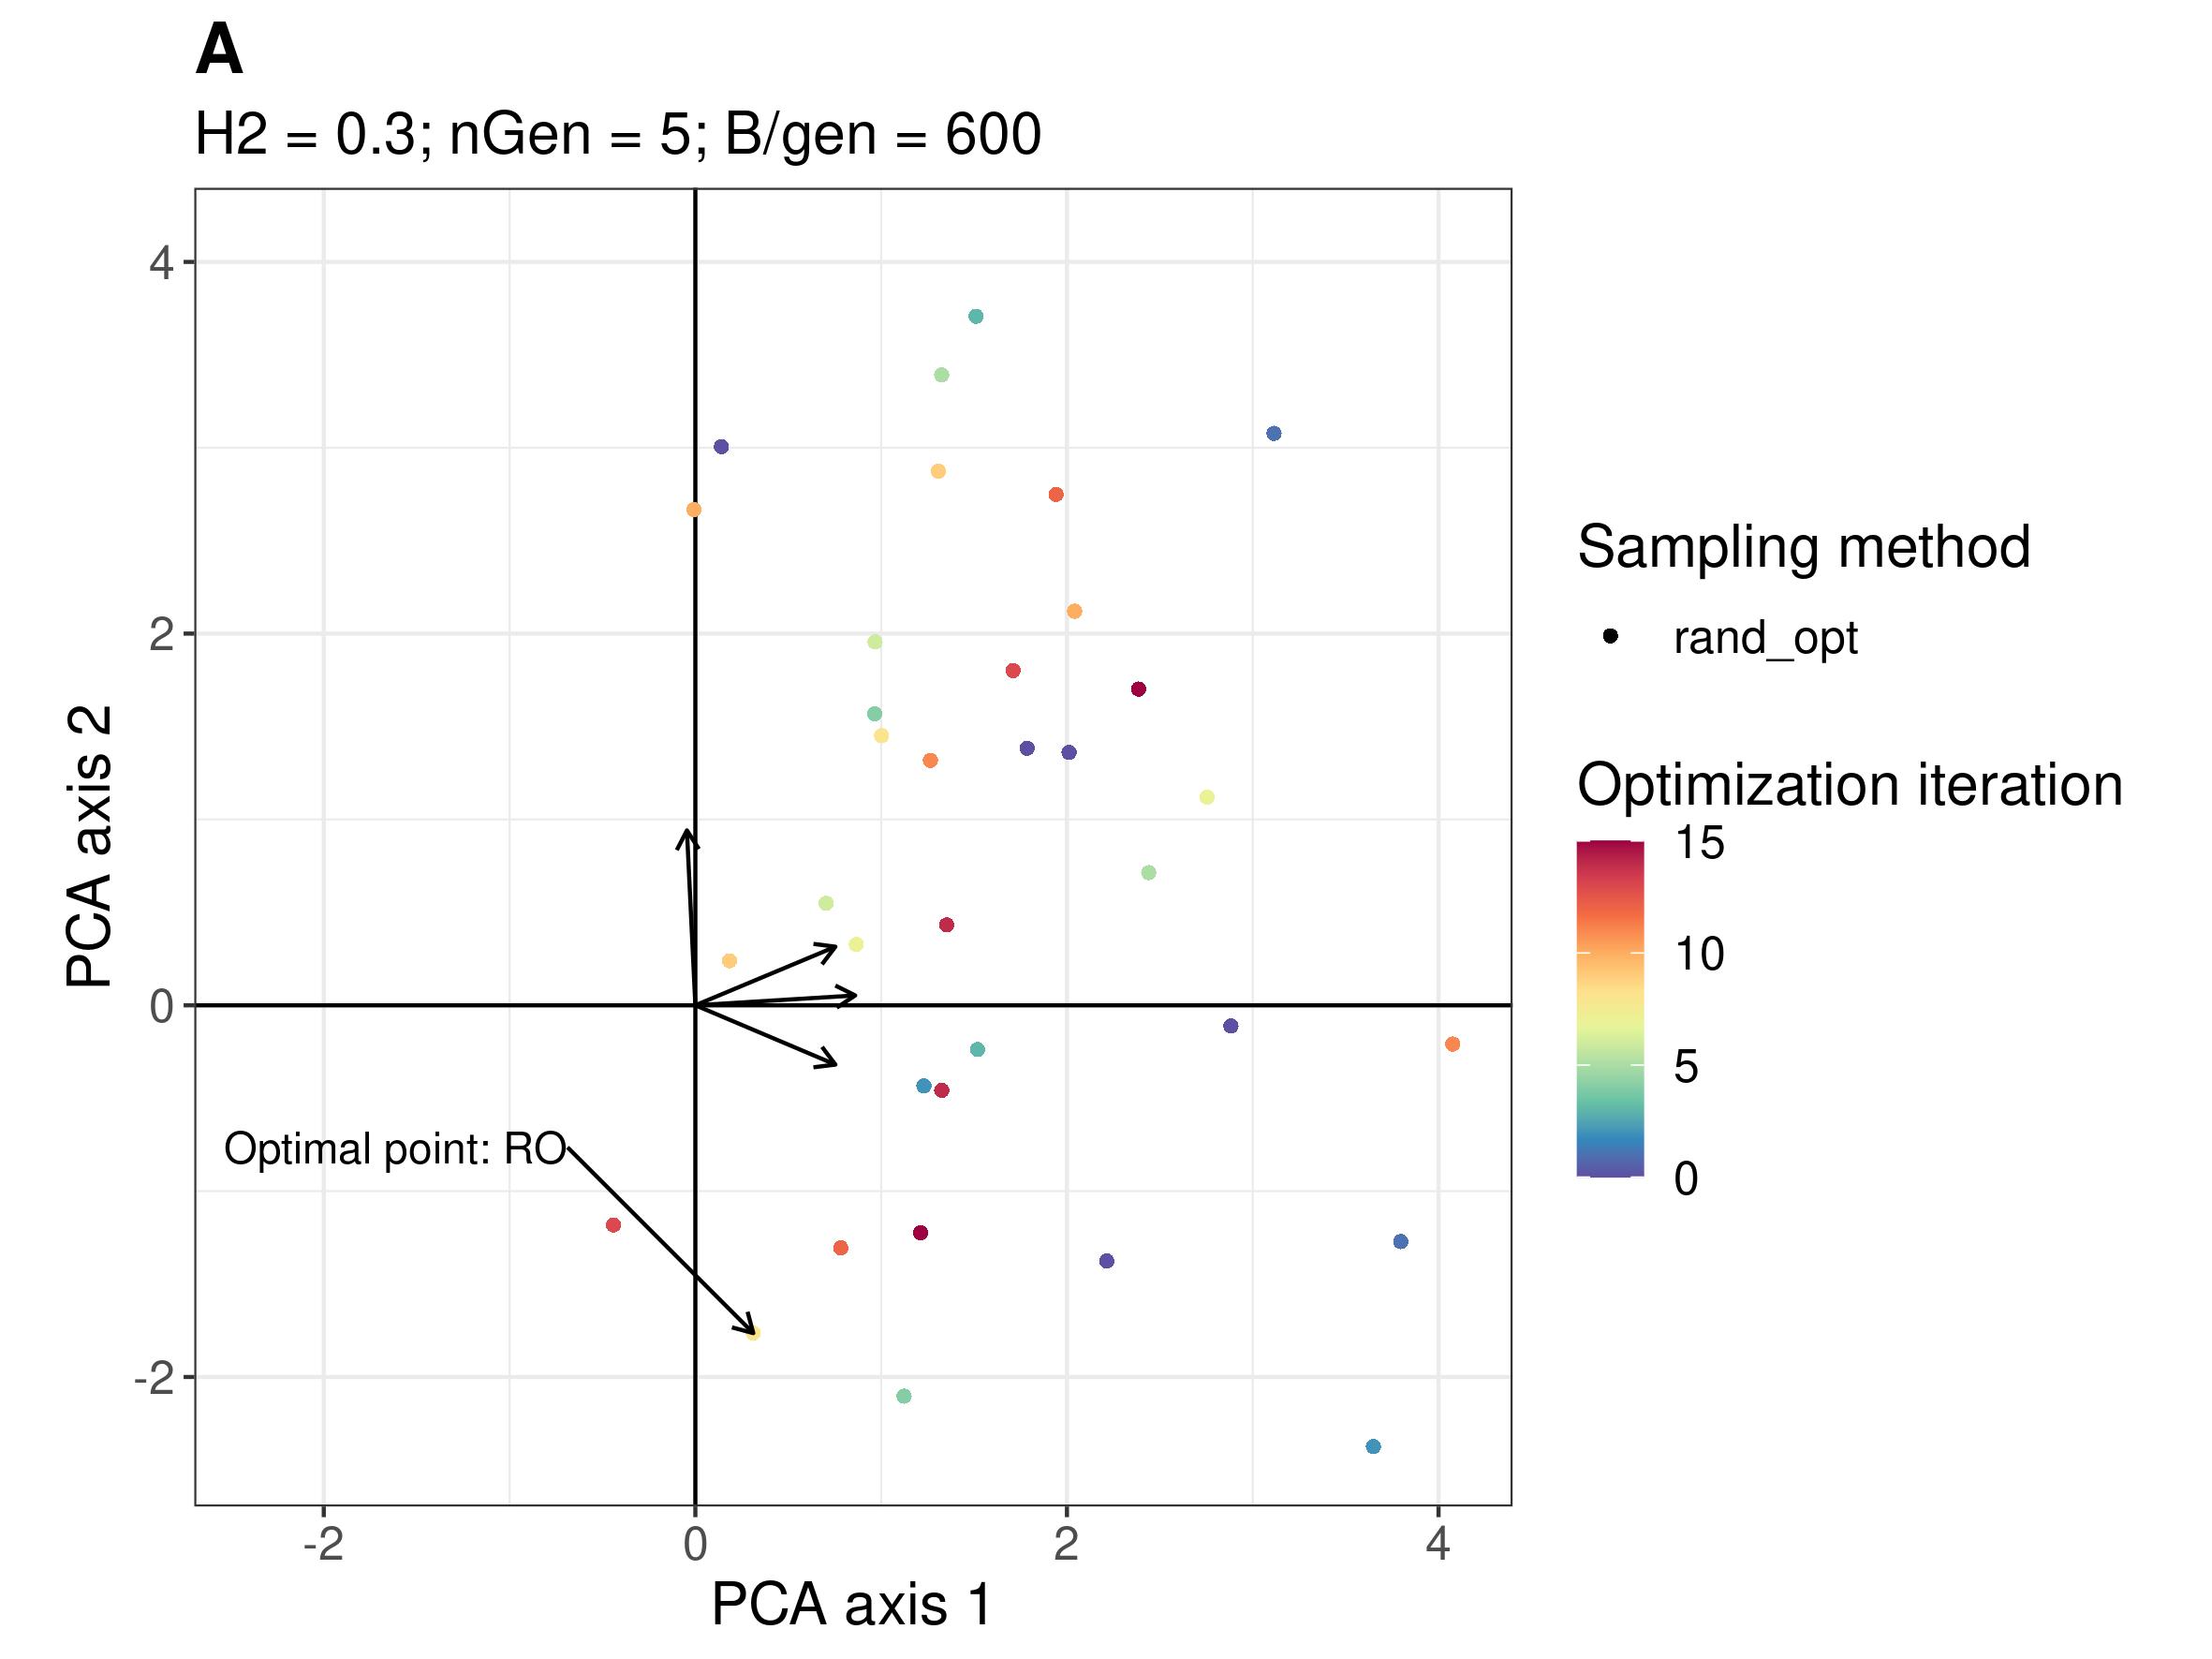 A
H2 = 0.3; nGen = 5; B/gen = 600
4
2
0
-2
PCA axis 2
Optimal point: RO
-2
0
2
4
PCA axis 1
Sampling method
rand_opt
Optimization iteration
15
10
5
0